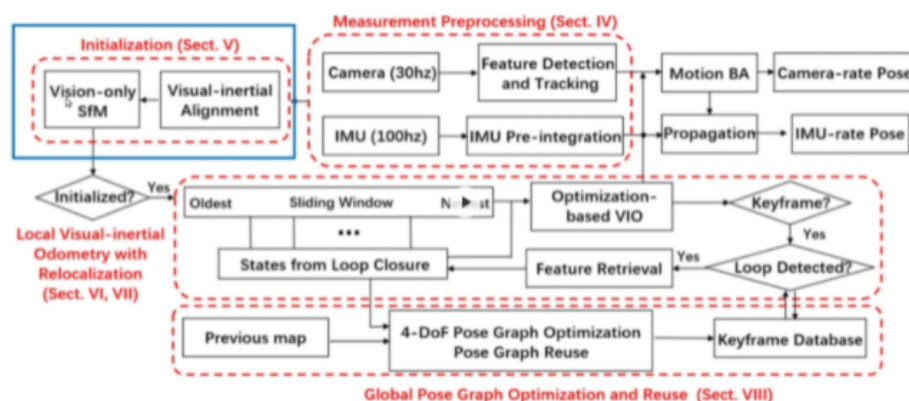 Measurement Preprocessing (Sect. IV)
Initialization (Sect. V)
Vision-only
SfM
Visual-inertial
Alignment
Camera (30hz)
Feature Detection
and Tracking
Motion BA
Camera-rate Pose
IMU (100hz)
IMU Pre-integration
Propagation
IMU-rate Pose
Initialized?
Yes
Oldest
Sliding Window
Optimization-
based VIO
Keyframe?
Yes
Local Visual-inertial
Odometry with
Relocalization
(Sect. VI, VII)
...
States from Loop Closure
Feature Retrieval
Yes
Loop Detected?
Previous map
4-DoF Pose Graph Optimization
Pose Graph Reuse
Keyframe Database
Global Pose Graph Optimization and Reuse (Sect. VIII)